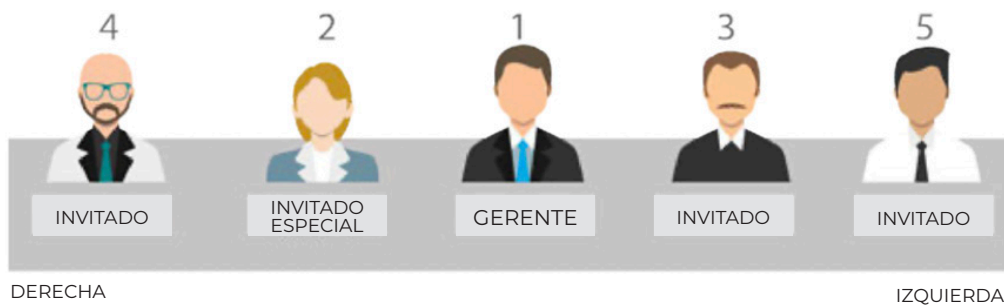 4 2 1 3 5
INVITADO
INVITADO
ESPECIAL
GERENTE
INVITADO
INVITADO
DERECHA
IZQUIERDA